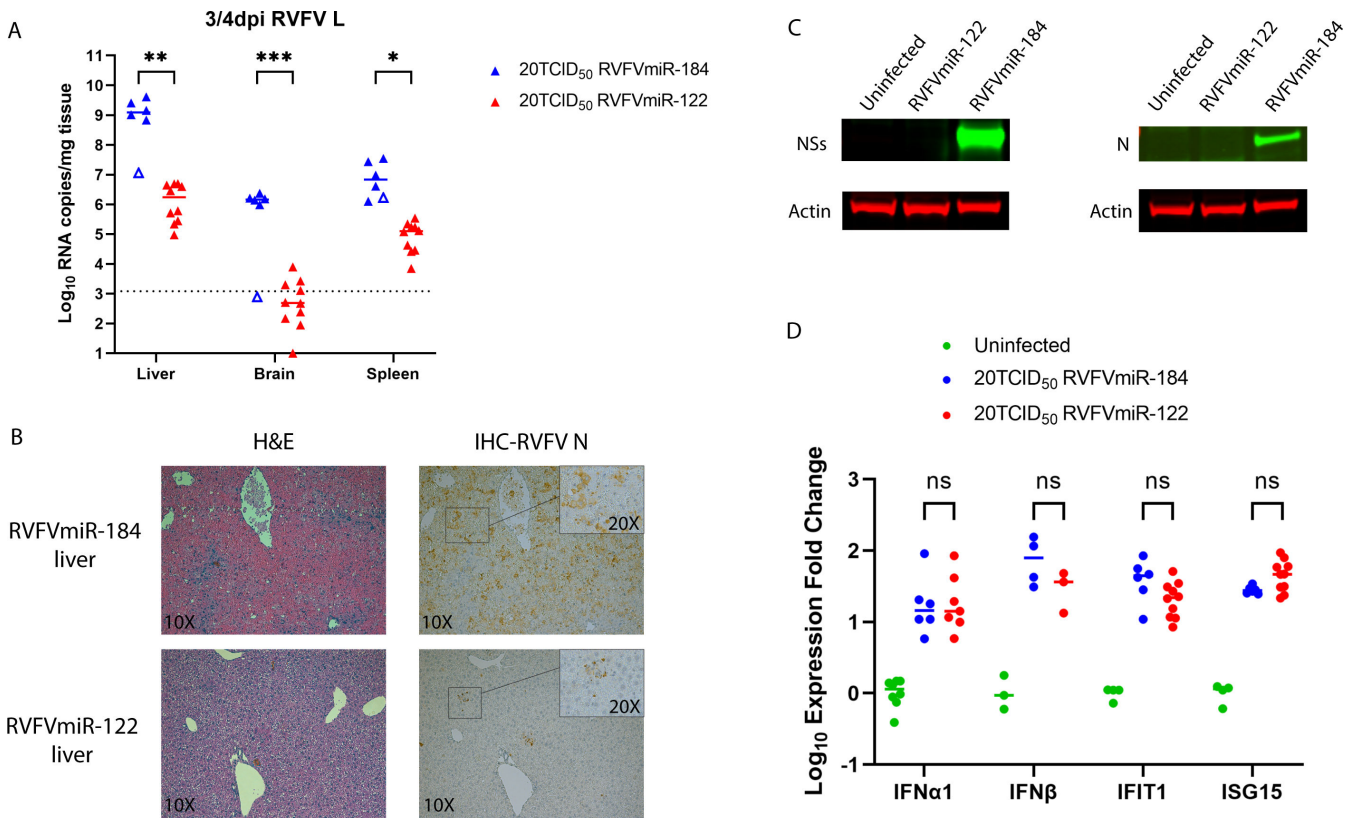 A
3/4dpi RVFV L
Log10 RNA copies/mg tissue
11
10
9
8
7
6
5
4
3
2
1
** *** *
Liver Brain Spleen
20TCID50 RVFVmiR-184
20TCID50 RVFVmiR-122
B
H&E IHC-RVFV N
RVFVmiR-184
liver
10X
20X
10X
RVFVmiR-122
liver
10X
20X
10X
C
Uninfected RVFVmiR-122 RVFVmiR-184
NSs
Actin
Uninfected RVFVmiR-122 RVFVmiR-184
N
Actin
D
Uninfected
20TCID50 RVFVmiR-184
20TCID50 RVFVmiR-122
Log10 Expression Fold Change
3
2
1
0
-1
ns ns ns ns
IFNα1 IFNβ IFIT1 ISG15